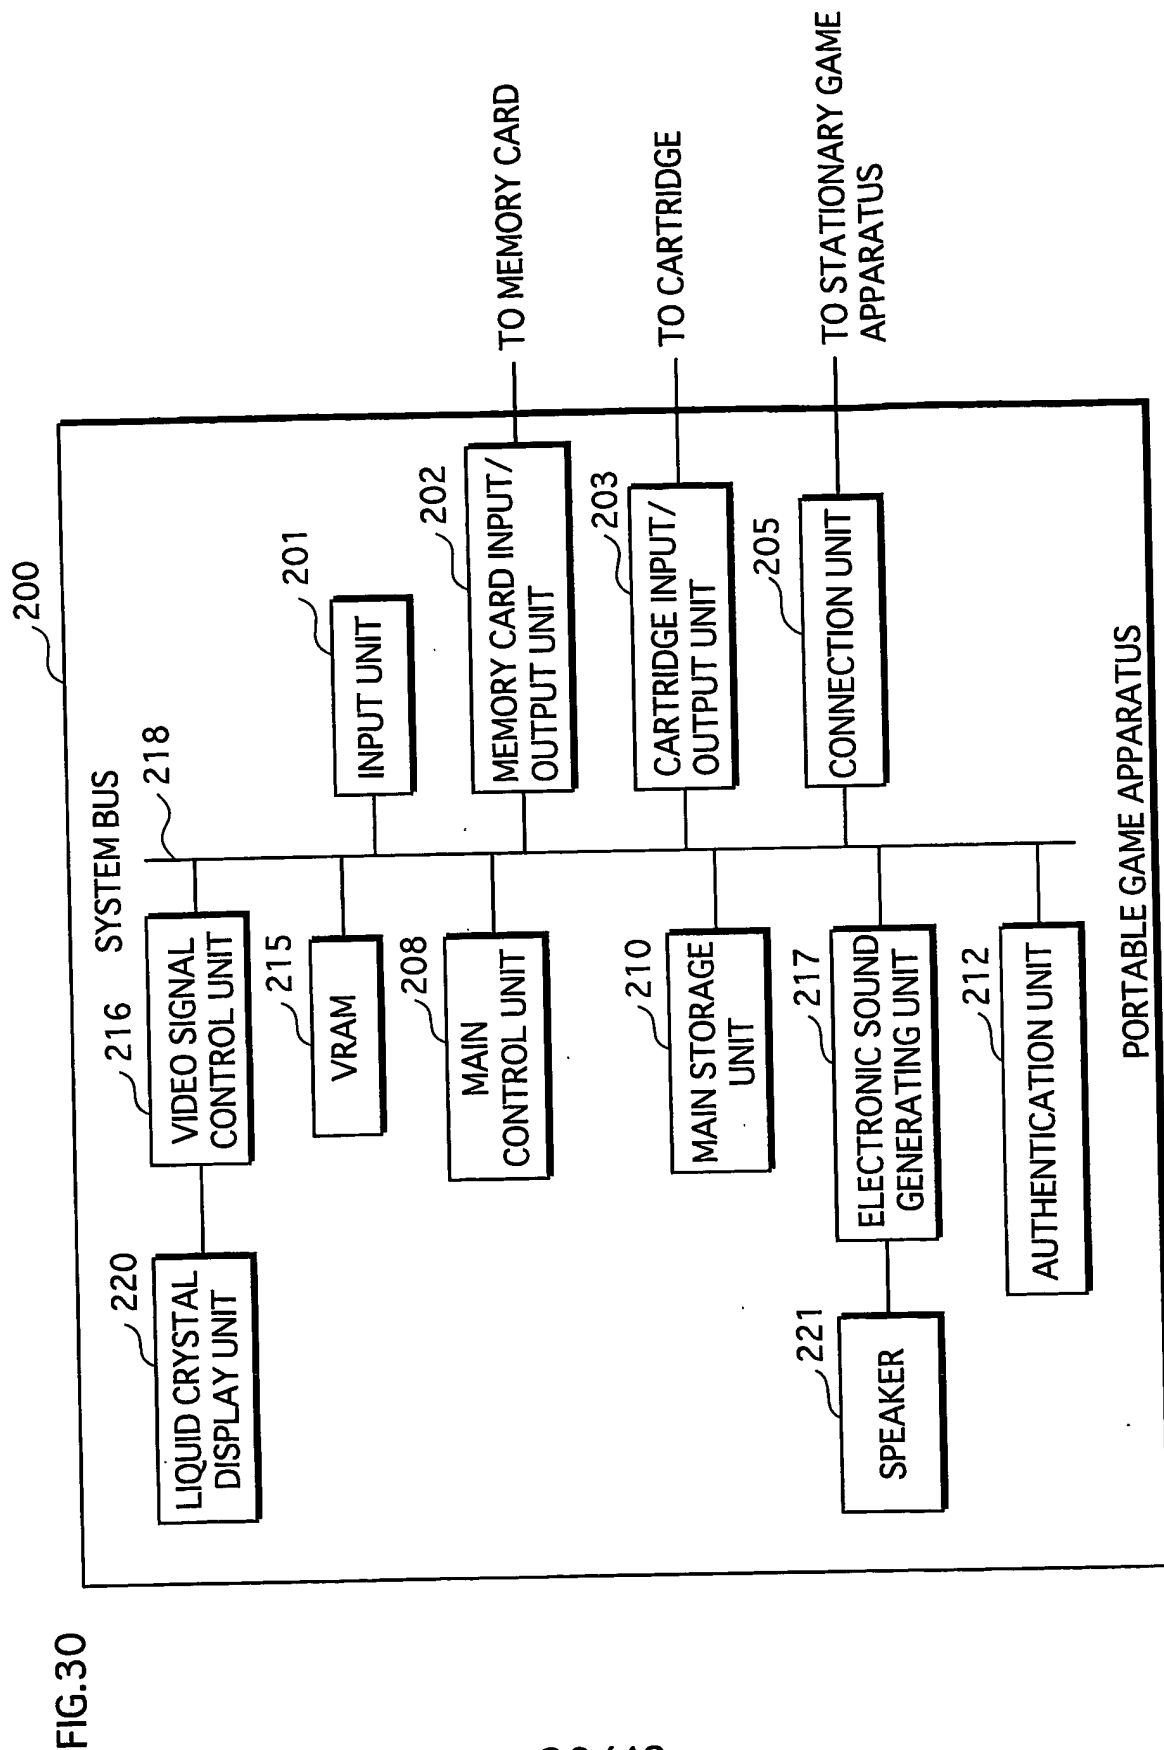 FIG.30
200
SYSTEM BUS
218
220
LIQUID CRYSTAL
DISPLAY UNIT
216
VIDEO SIGNAL
CONTROL UNIT
201
INPUT UNIT
215
VRAM
208
MAIN
CONTROL UNIT
202
MEMORY CARD INPUT/
OUTPUT UNIT
TO MEMORY CARD
203
CARTRIDGE INPUT/
OUTPUT UNIT
TO CARTRIDGE
210
MAIN STORAGE
UNIT
205
CONNECTION UNIT
TO STATIONARY GAME
APPARATUS
221
SPEAKER
217
ELECTRONIC SOUND
GENERATING UNIT
212
AUTHENTICATION UNIT
PORTABLE GAME APPARATUS